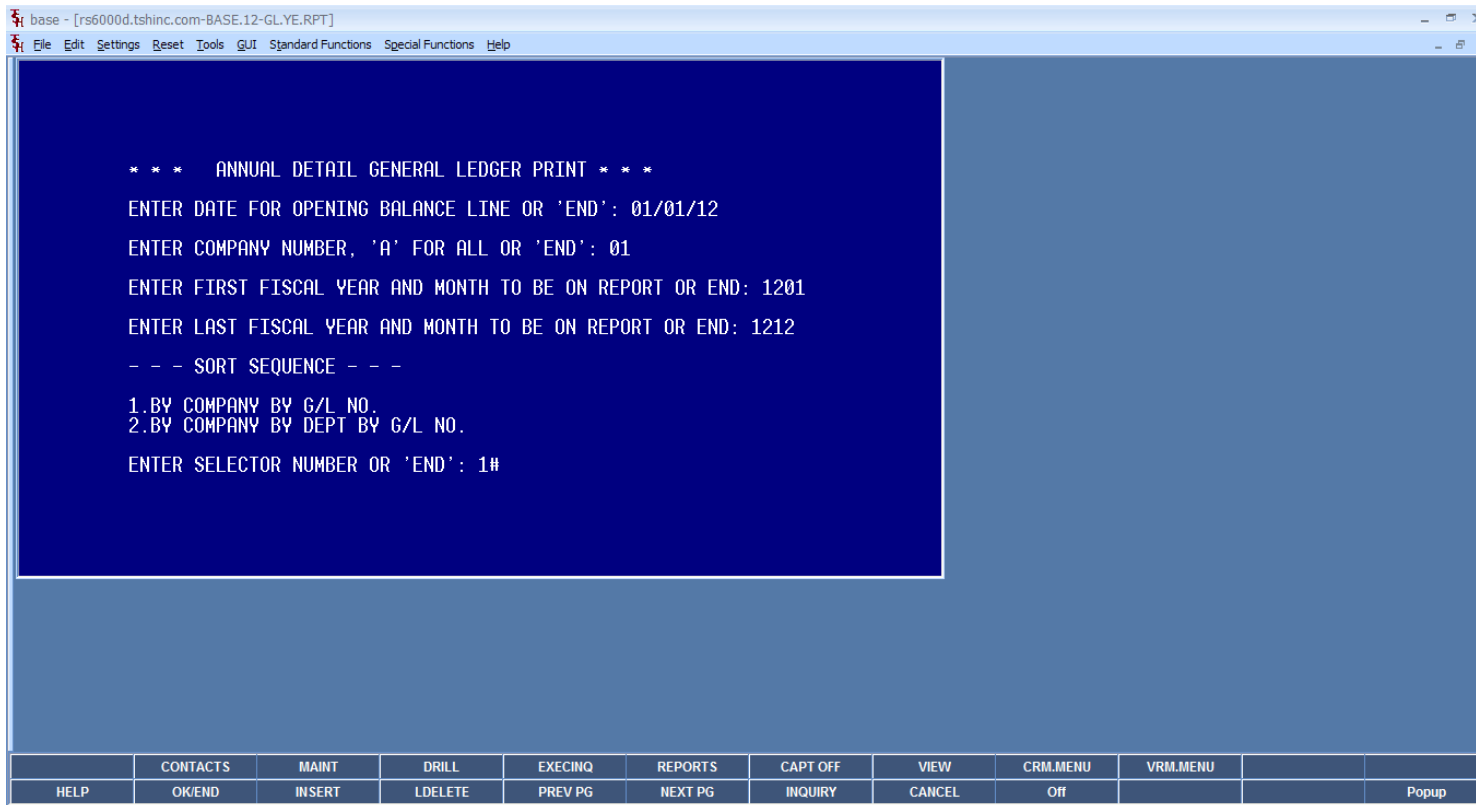 base - [rs6000d.tshinc.com-BASE.12-GL.YE.RPT]
File Edit Settings Reset Tools GUI Standard Functions Special Functions Help
* * *   ANNUAL DETAIL GENERAL LEDGER PRINT * * *
ENTER DATE FOR OPENING BALANCE LINE OR 'END': 01/01/12
ENTER COMPANY NUMBER, 'A' FOR ALL OR 'END': 01
ENTER FIRST FISCAL YEAR AND MONTH TO BE ON REPORT OR END: 1201
ENTER LAST FISCAL YEAR AND MONTH TO BE ON REPORT OR END: 1212
- - - SORT SEQUENCE - - -
1.BY COMPANY BY G/L NO.
2.BY COMPANY BY DEPT BY G/L NO.
ENTER SELECTOR NUMBER OR 'END': 1#
CONTACTS MAINT DRILL EXECINQ REPORTS CAPT OFF VIEW CRM.MENU VRM.MENU
HELP OK/END INSERT LDELETE PREV PG NEXT PG INQUIRY CANCEL Off Popup